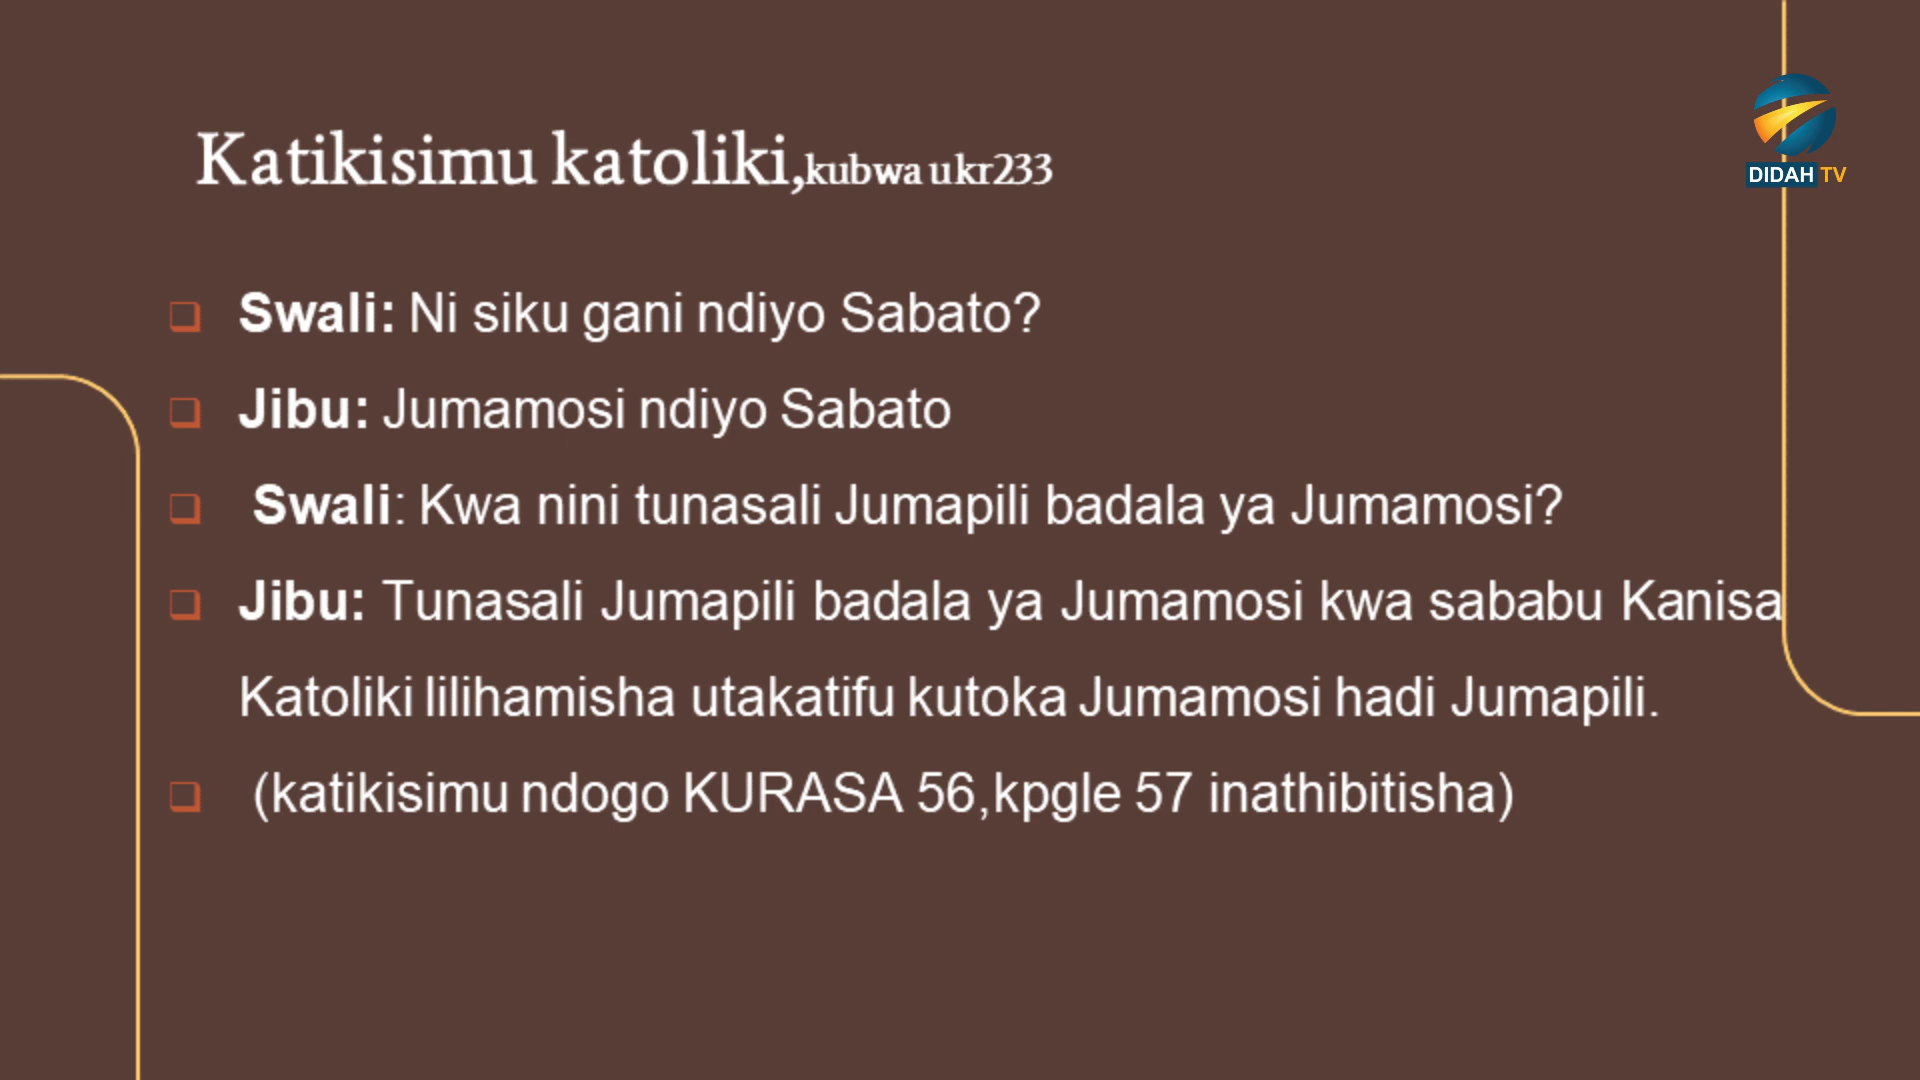 DIDAH TV
Katikisimu katoliki,kubwa ukr233
Swali: Ni siku gani ndiyo Sabato?
Jibu: Jumamosi ndiyo Sabato
Swali: Kwa nini tunasali Jumapili badala ya Jumamosi?
Jibu: Tunasali Jumapili badala ya Jumamosi kwa sababu Kanisa
Katoliki lilihamisha utakatifu kutoka Jumamosi hadi Jumapili.
(katikisimu ndogo KURASA 56,kpgle 57 inathibitisha)